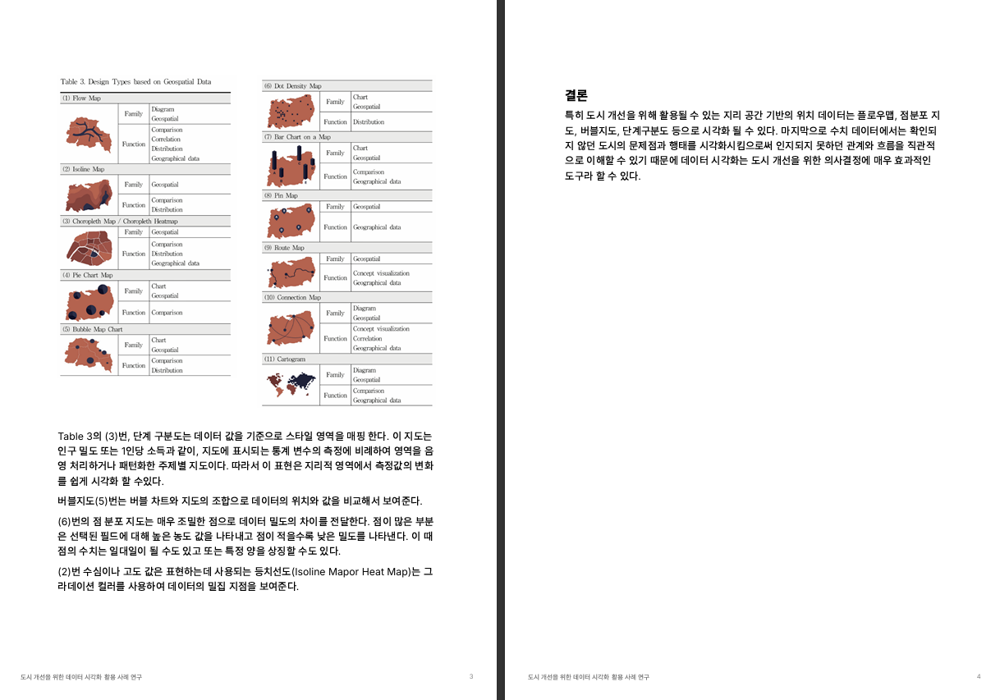 Table 3. Design Types based on Geospatial Data
(1) Flow Map
Family
Diagram
Geospatial
Function
Comparison
Correlation
Distribution
Geographical data
(2) Isoline Map
Family
Geospatial
Function
Comparison
Distribution
(3) Choropleth Map / Choropleth Heatmap
Family
Geospatial
Function
Comparison
Distribution
Geographical data
(4) Pie Chart Map
Family
Chart
Geospatial
Function
Comparison
(5) Bubble Map Chart
Family
Chart
Geospatial
Function
Comparison
Distribution
(6) Dot Density Map
Family
Chart
Geospatial
Function
Distribution
(7) Bar Chart on a Map
Family
Chart
Geospatial
Function
Comparison
Geographical data
(8) Pin Map
Family
Geospatial
Function
Geographical data
(9) Route Map
Family
Geospatial
Function
Concept visualization
Geographical data
(10) Connection Map
Family
Diagram
Geospatial
Function
Concept visualization
Correlation
Geographical data
(11) Cartogram
Family
Diagram
Geospatial
Function
Comparison
Geographical data
Table 3의 (3)번, 단계 구분도는 데이터 값을 기준으로 스타일 영역을 매핑 한다. 이 지도는
인구 밀도 또는 1인당 소득과 같이, 지도에 표시되는 통계 변수의 측정에 비례하여 영역을 음
영 처리하거나 패턴화한 주제별 지도이다. 따라서 이 표현은 지리적 영역에서 측정값의 변화
를 쉽게 시각화 할 수있다.
버블지도(5)번는 버블 차트와 지도의 조합으로 데이터의 위치와 값을 비교해서 보여준다.
(6)번의 점 분포 지도는 매우 조밀한 점으로 데이터 밀도의 차이를 전달한다. 점이 많은 부분
은 선택된 필드에 대해 높은 농도 값을 나타내고 점이 적을수록 낮은 밀도를 나타낸다. 이 때
점의 수치는 일대일이 될 수도 있고 또는 특정 양을 상징할 수도 있다.
(2)번 수심이나 고도 값은 표현하는데 사용되는 등치선도(Isoline Mapor Heat Map)는 그
라데이션 컬러를 사용하여 데이터의 밀집 지점을 보여준다.
도시 개선을 위한 데이터 시각화 활용 사례 연구
3
결론
특히 도시 개선을 위해 활용될 수 있는 지리 공간 기반의 위치 데이터는 플로우맵, 점분포 지
도, 버블지도, 단계구분도 등으로 시각화 될 수 있다. 마지막으로 수치 데이터에서는 확인되
지 않던 도시의 문제점과 행태를 시각화시킴으로써 인지되지 못하던 관계와 흐름을 직관적
으로 이해할 수 있기 때문에 데이터 시각화는 도시 개선을 위한 의사결정에 매우 효과적인
도구라 할 수 있다.
도시 개선을 위한 데이터 시각화 활용 사례 연구
4